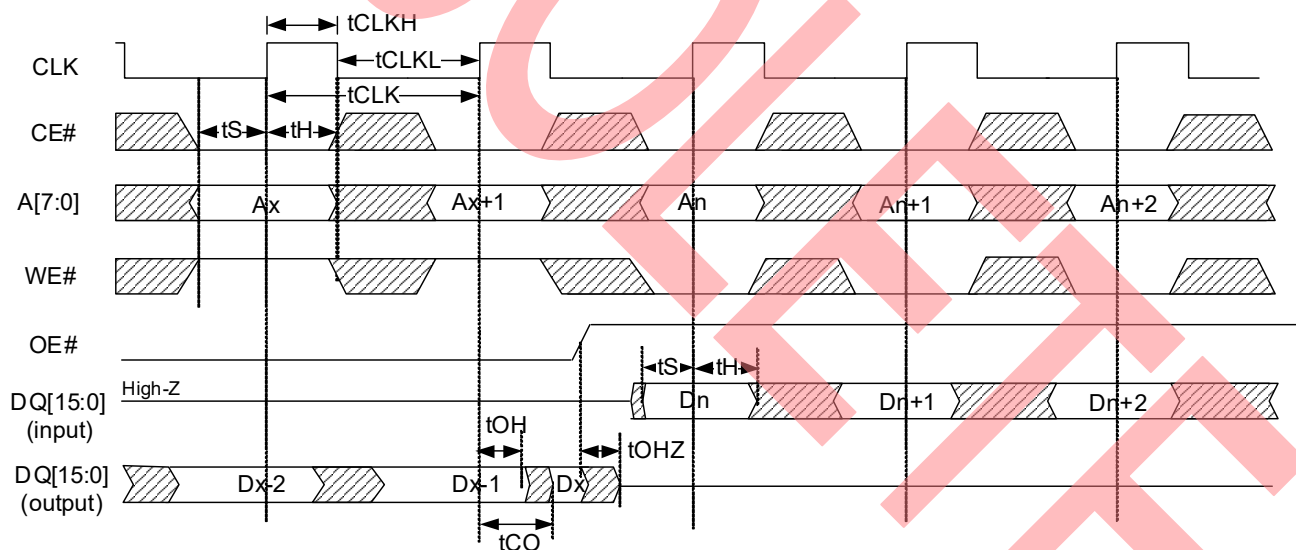 tCLKH
CLK
tCLKL
tCLK
CE#
tS
tH
A[7:0]
Ax
Ax+1
An
An+1
An+2
WE#
OE#
tS
tH
High-Z
DQ[15:0]
(input)
Dn
Dn+1
Dn+2
tOH
tOHZ
DQ[15:0]
(output)
Dx-2
Dx-1
Dx
tCO